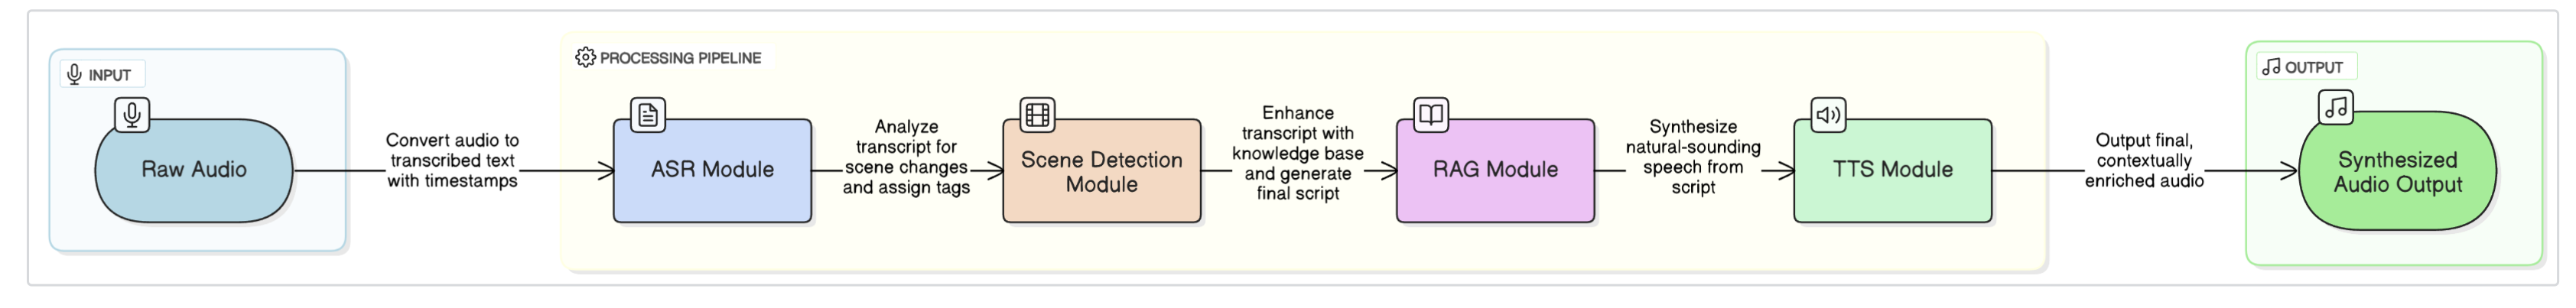 INPUT
Raw Audio
Convert audio to
transcribed text
with timestamps
PROCESSING PIPELINE
ASR Module
Analyze
transcript for
scene changes
and assign tags
Scene Detection
Module
Enhance
transcript with
knowledge base
and generate
final script
RAG Module
Synthesize
natural-sounding
speech from
script
TTS Module
Output final,
contextually
enriched audio
OUTPUT
Synthesized
Audio Output